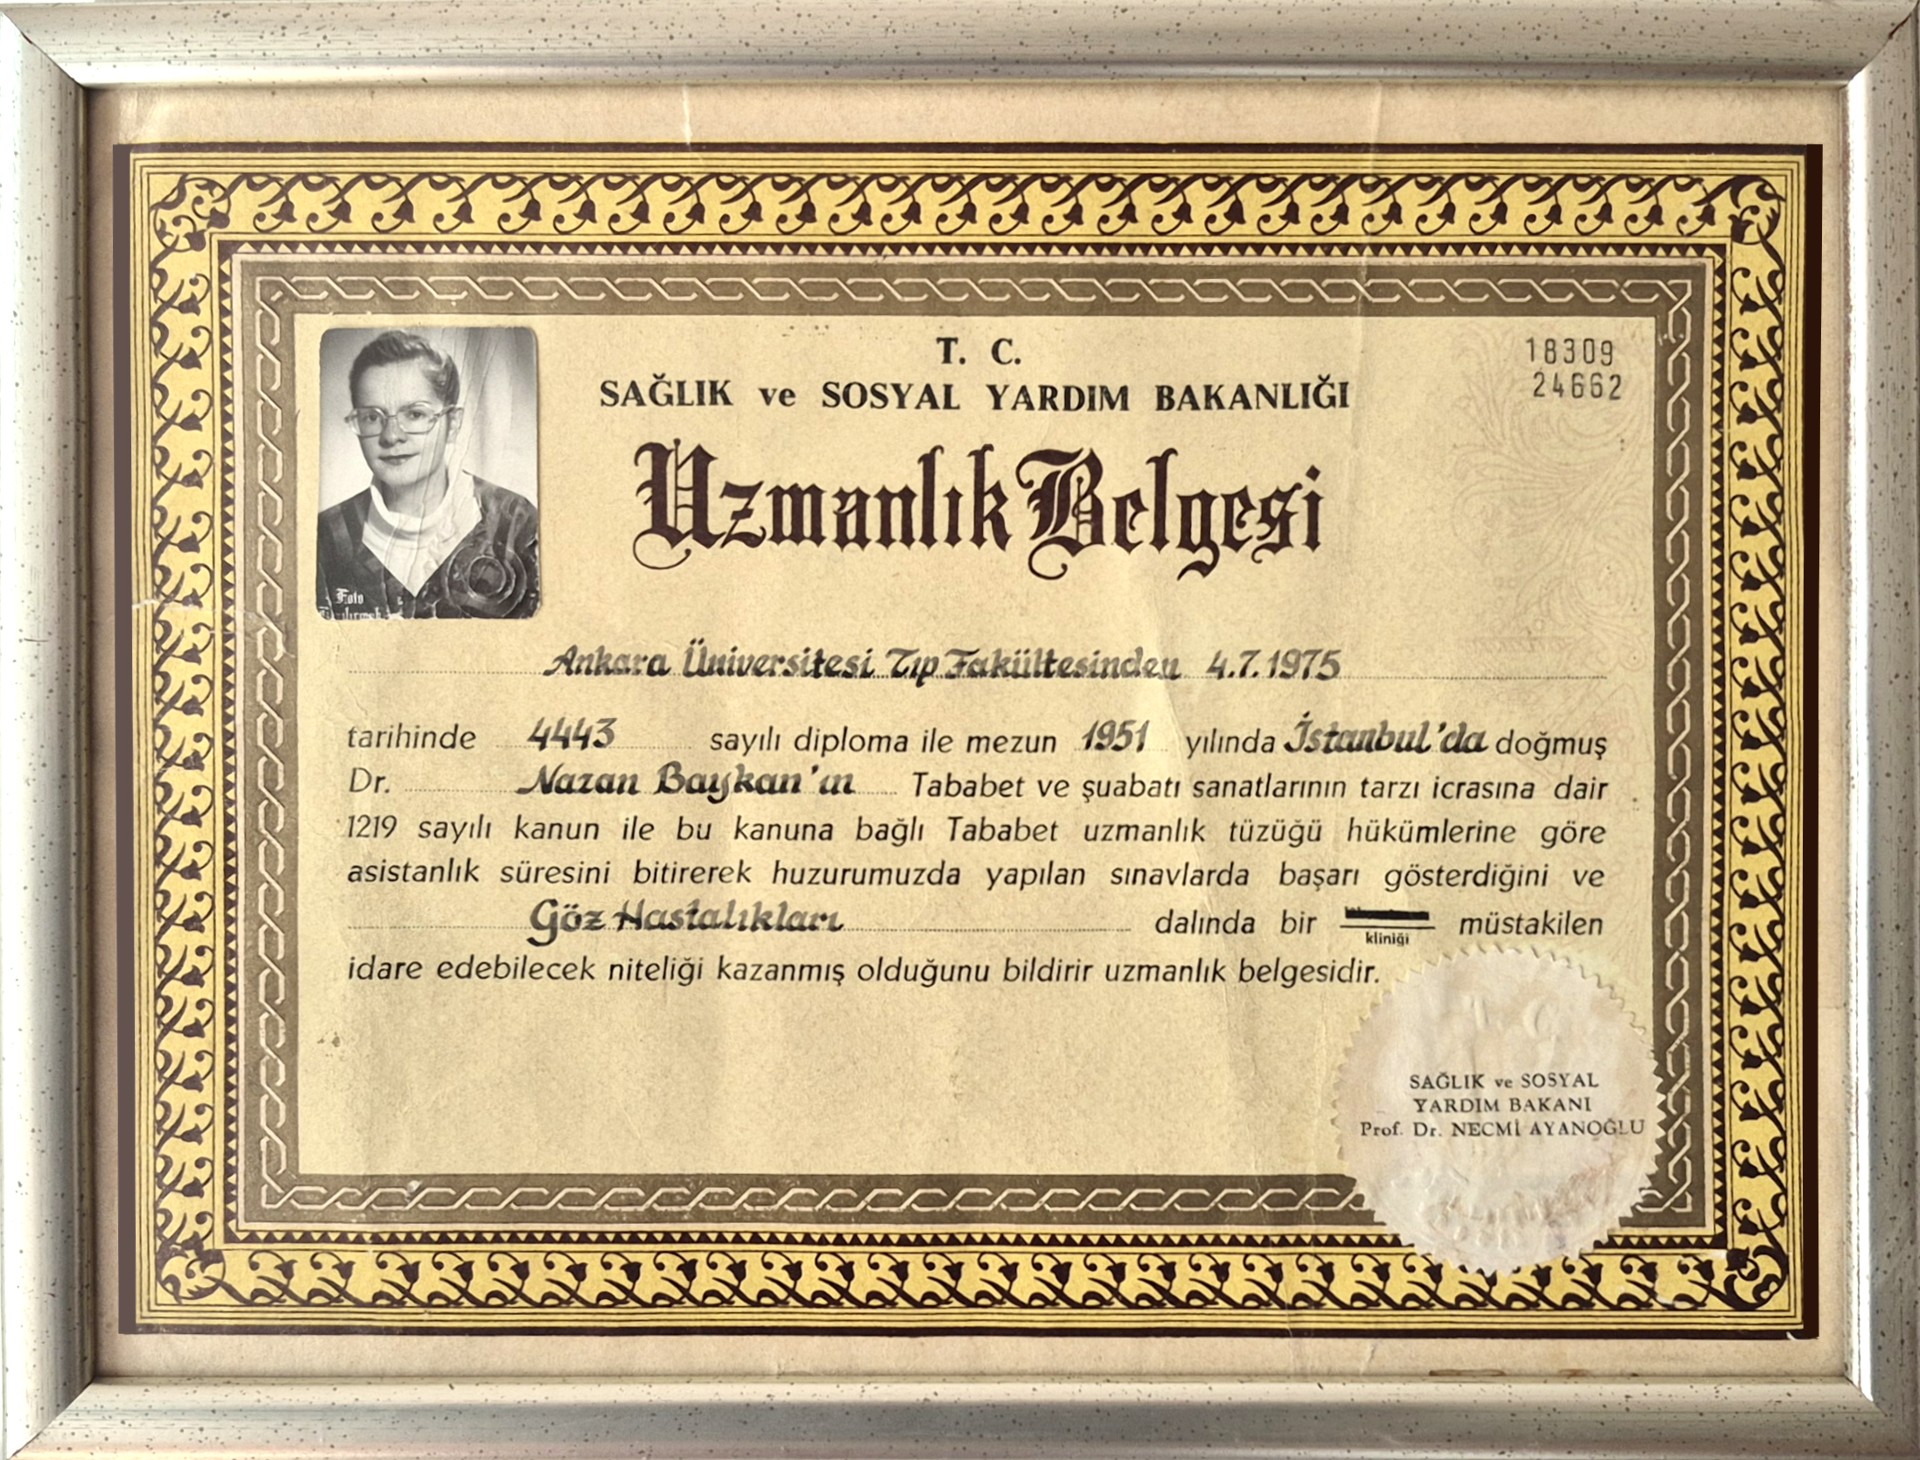 T. C.
SAĞLIK ve SOSYAL YARDIM BAKANLIĞI
18309
24662
Uzmanlık Belgesi
Foto
Ankara Üniversitesi Tıp Fakültesinden 4.7.1975
tarihinde 4443 sayılı diploma ile mezun 1951 yılında İstanbul'da doğmuş
Dr. Nazan Baykan'ın Tababet ve şuabatı sanatlarının tarzı icrasına dair
1219 sayılı kanun ile bu kanuna bağlı Tababet uzmanlık tüzüğü hükümlerine göre
asistanlık süresini bitirerek huzurumuzda yapılan sınavlarda başarı gösterdiğini ve
Göz Hastalıkları dalında bir kliniği müstakilen
idare edebilecek niteliği kazanmış olduğunu bildirir uzmanlık belgesidir.
SAĞLIK ve SOSYAL
YARDIM BAKANI
Prof. Dr. NECMİ AYANOĞLU